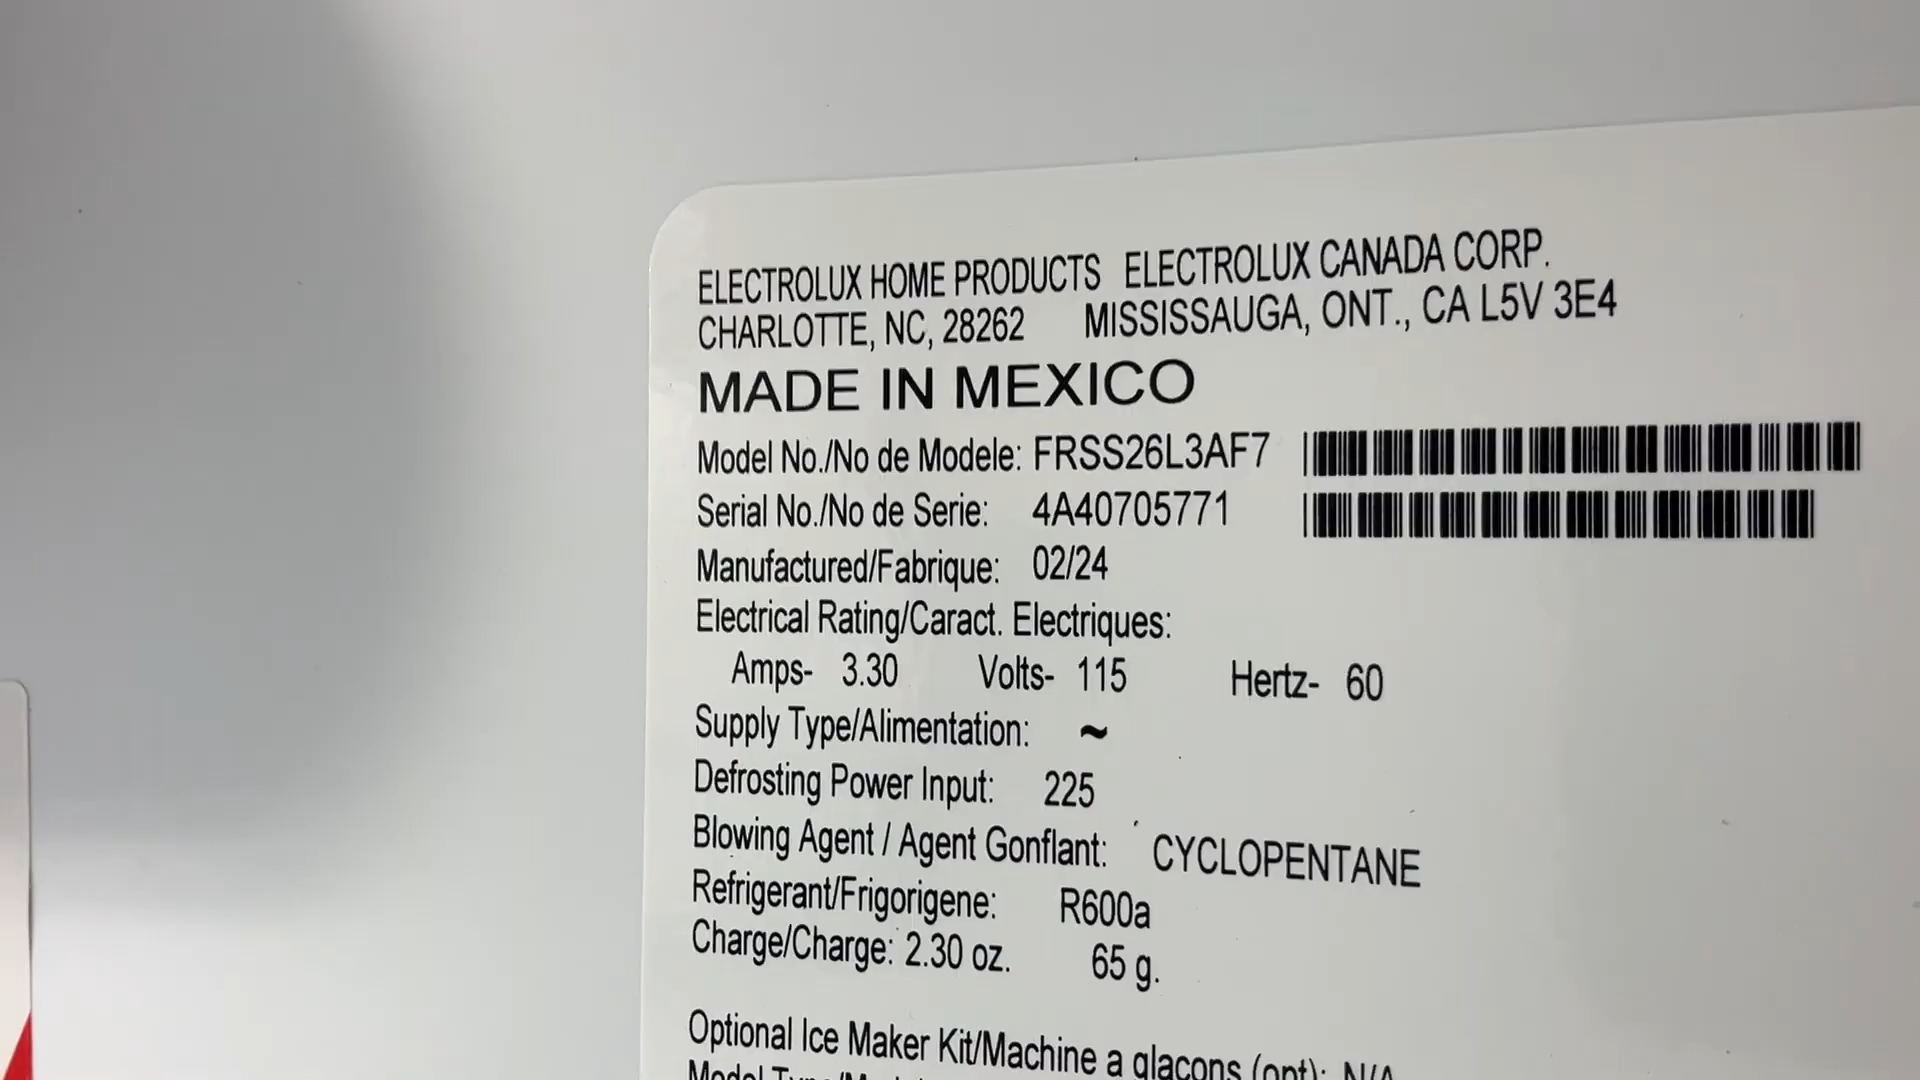 ELECTROLUX HOME PRODUCTS ELECTROLUX CANADA CORP.
CHARLOTTE, NC, 28262 MISSISSAUGA, ONT., CA L5V 3E4
MADE IN MEXICO
Model No./No de Modele: FRSS26L3AF7
Serial No./No de Serie: 4A40705771
Manufactured/Fabrique: 02/24
Electrical Rating/Caract. Electriques:
Amps- 3.30 Volts- 115 Hertz- 60
Supply Type/Alimentation: ~
Defrosting Power Input: 225
Blowing Agent / Agent Gonflant: CYCLOPENTANE
Refrigerant/Frigorigene: R600a
Charge/Charge: 2.30 oz. 65 g.
Optional Ice Maker Kit/Machine a glacons (opt): N/A
Model